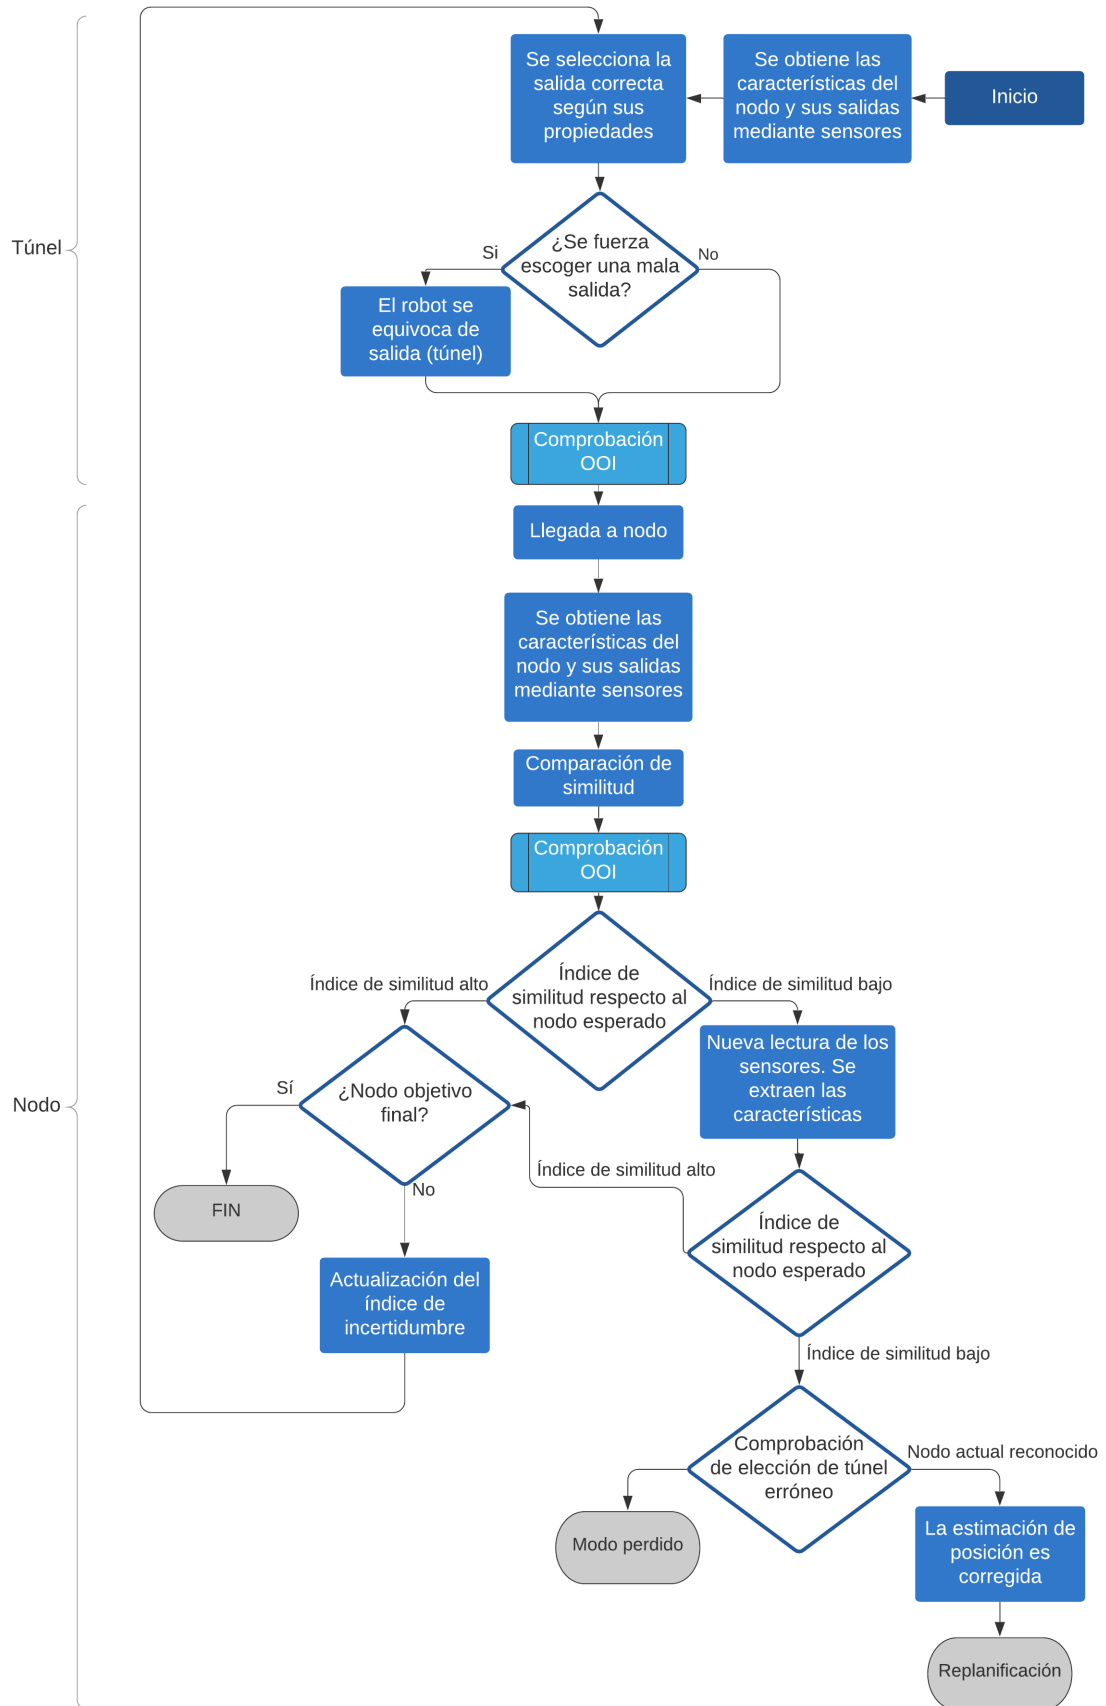 Se selecciona la
salida correcta
según sus
propiedades
Se obtiene las
características del
nodo y sus salidas
mediante sensores
Inicio
Túnel
¿Se fuerza
escoger una mala
salida?
Si
No
El robot se
equivoca de
salida (túnel)
Comprobación
OOI
Llegada a nodo
Se obtiene las
características del
nodo y sus salidas
mediante sensores
Comparación de
similitud
Comprobación
OOI
Índice de
similitud respecto al
nodo esperado
Índice de similitud alto
Índice de similitud bajo
Nodo
¿Nodo objetivo
final?
Sí
No
FIN
Nueva lectura de los
sensores. Se
extraen las
características
Índice de similitud alto
Índice de
similitud respecto al
nodo esperado
Actualización del
índice de
incertidumbre
Índice de similitud bajo
Comprobación
de elección de túnel
erróneo
Nodo actual reconocido
Modo perdido
La estimación de
posición es
corregida
Replanificación